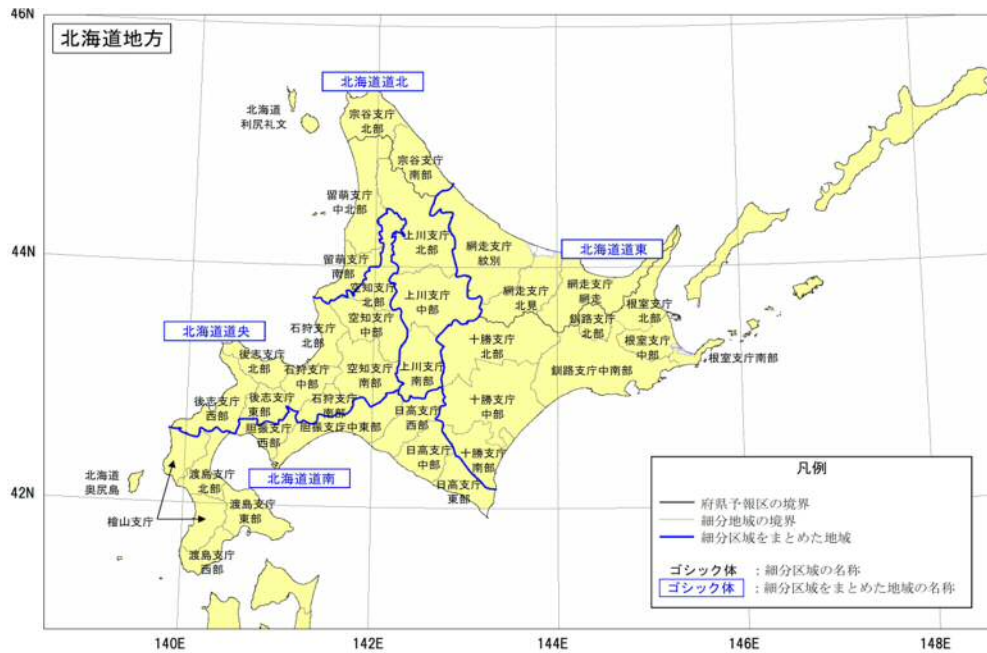 46N
北海道地方
北海道道北
北海道
利尻礼文
宗谷支庁
北部
宗谷支庁
南部
留萌支庁
中北部
44N
上川支庁
北部
網走支庁
紋別
北海道道東
留萌支庁
南部
空知支庁
北部
上川支庁
中部
網走支庁
北見
網走支庁
網走
釧路支庁
北部
根室支庁
北部
北海道道央
石狩支庁
北部
空知支庁
中部
十勝支庁
北部
根室支庁
中部
根室支庁南部
後志支庁
北部
石狩支庁
中部
空知支庁
南部
上川支庁
南部
釧路支庁中南部
後志支庁
西部
後志支庁
東部
石狩支庁
南部
十勝支庁
中部
胆振支庁
西部
胆振支庁中東部
日高支庁
西部
日高支庁
中部
十勝支庁
南部
日高支庁
東部
42N
北海道
奥尻島
渡島支庁
北部
北海道道南
檜山支庁
渡島支庁
東部
渡島支庁
西部
凡例
府県予報区の境界
細分地域の境界
細分区域をまとめた地域
ゴシック体 :細分区域の名称
ゴシック体 :細分区域をまとめた地域の名称
140E
142E
144E
146E
148E